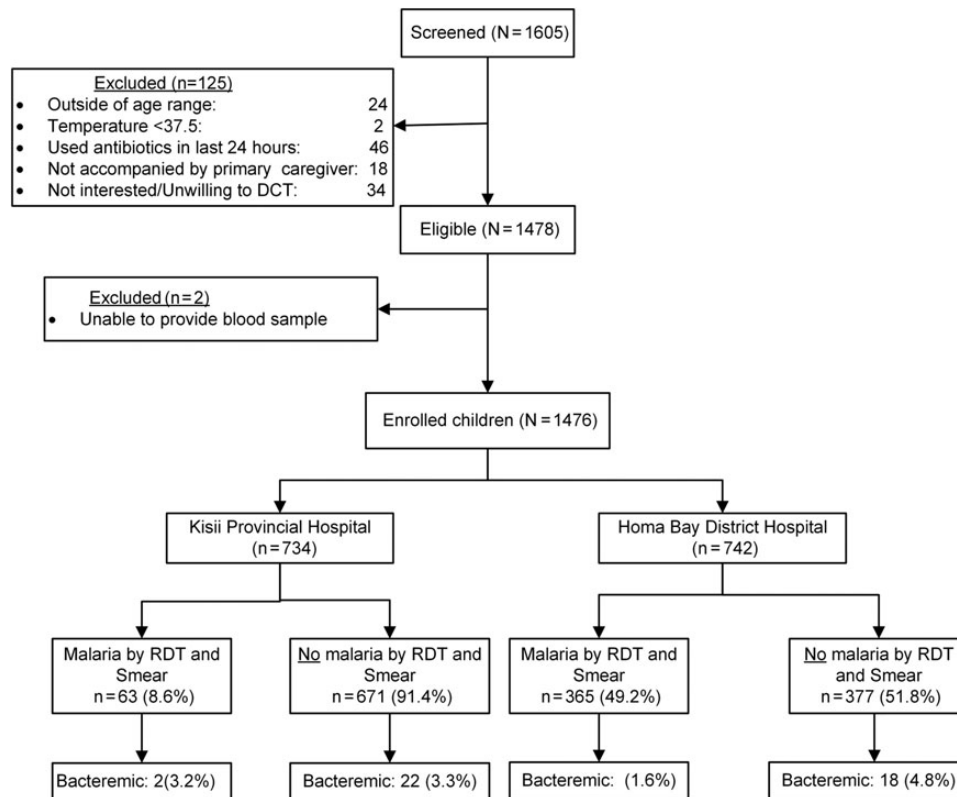 Screened (N = 1605)
Excluded (n=125)
• Outside of age range: 24
• Temperature <37.5: 2
• Used antibiotics in last 24 hours: 46
• Not accompanied by primary caregiver: 18
• Not interested/Unwilling to DCT: 34
Eligible (N = 1478)
Excluded (n = 2)
• Unable to provide blood sample
Enrolled children (N = 1476)
Kisii Provincial Hospital
(n = 734)
Homa Bay District Hospital
(n = 742)
Malaria by RDT and
Smear
n = 63 (8.6%)
No malaria by RDT and
Smear
n = 671 (91.4%)
Malaria by RDT and
Smear
n = 365 (49.2%)
No malaria by RDT
and Smear
n = 377 (51.8%)
Bacteremic: 2(3.2%)
Bacteremic: 22 (3.3%)
Bacteremic: (1.6%)
Bacteremic: 18 (4.8%)